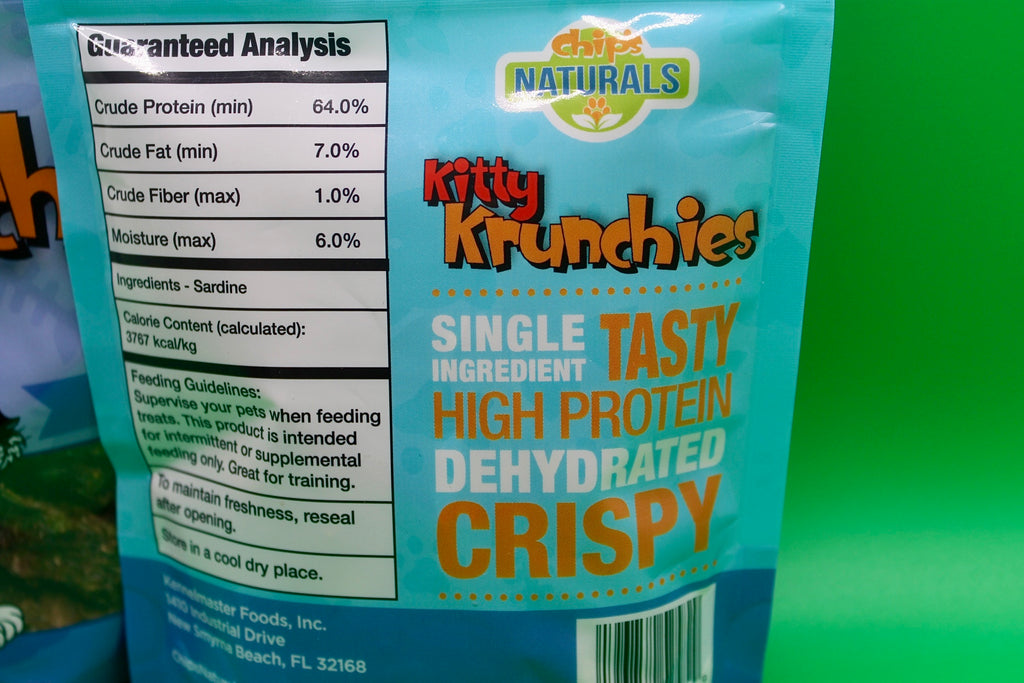 Guaranteed Analysis
Crude Protein (min) 64.0%
Crude Fat (min) 7.0%
Crude Fiber (max) 1.0%
Moisture (max) 6.0%
Ingredients - Sardine
Calorie Content (calculated):
3767 kcal/kg
Feeding Guidelines:
Supervise your pets when feeding
treats. This product is intended
for intermittent or supplemental
feeding only. Great for training.
To maintain freshness, reseal
after opening.
Store in a cool dry place.
Kennelmaster Foods, Inc.
1410 Industrial Drive
New Smyrna Beach, FL 32168
Chip's
NATURALS
Kitty
Krunchies
SINGLE
INGREDIENT
TASTY
HIGH PROTEIN
DEHYDRATED
CRISPY
ch